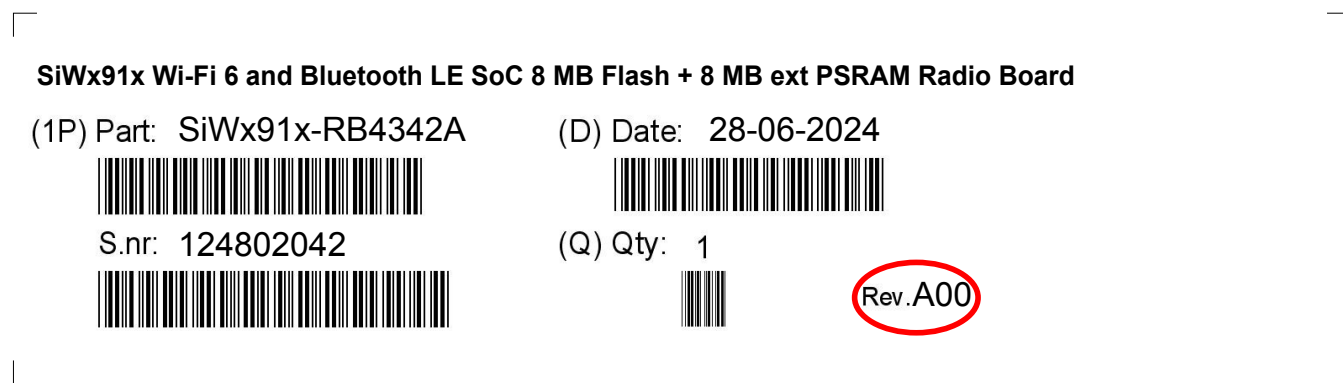 SiWx91x Wi-Fi 6 and Bluetooth LE SoC 8 MB Flash + 8 MB ext PSRAM Radio Board
(1P) Part: SiWx91x-RB4342A
(D) Date: 28-06-2024
S.nr: 124802042
(Q) Qty: 1
Rev.A00